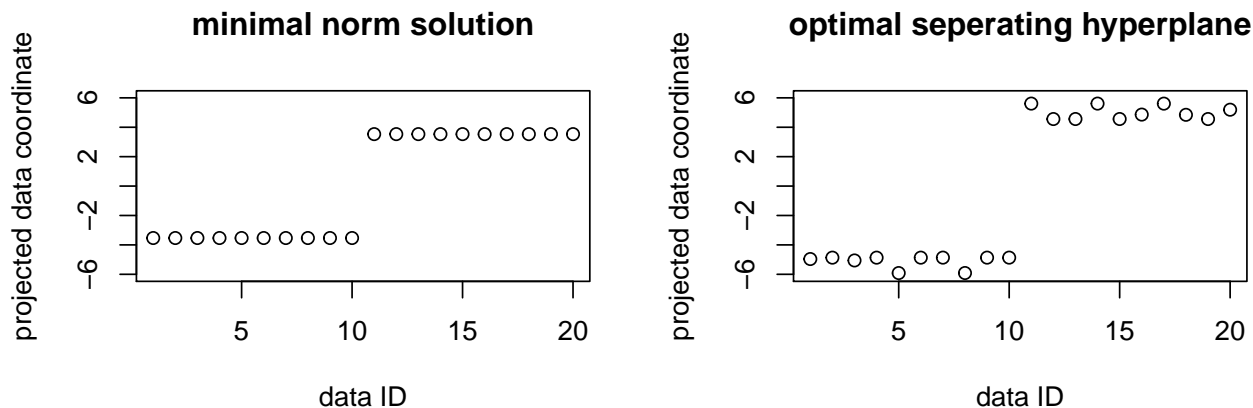 minimal norm solution
projected data coordinate
6
2
−2
−6
5
10
15
20
data ID
optimal seperating hyperplane
projected data coordinate
6
2
−2
−6
5
10
15
20
data ID